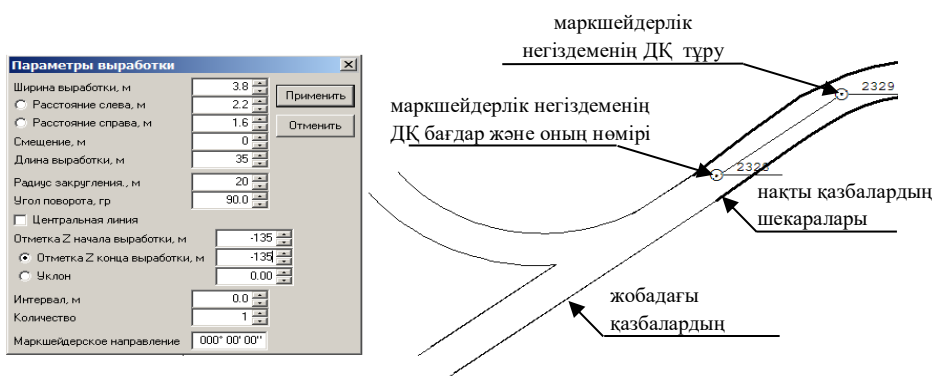 Параметры выработки
Ширина выработки, м 3.8
Расстояние слева, м 2.2
Расстояние справа, м 1.6
Смещение, м 0
Длина выработки, м 35
Радиус закругления., м 20
Угол поворота, гр 90.0
Центральная линия
Отметка Z начала выработки, м -135
Отметка Z конца выработки, м -135
Уклон 0.00
Интервал, м 0.0
Количество 1
Маркшейдерское направление 000° 00' 00''
Применить
Отменить
маркшейдерлік
негіздеменің ДҚ тұру
2329
маркшейдерлік негіздеменің
ДҚ бағдар және оның нөмірі
2328
нақты қазбалардың
шекаралары
жобадағы
қазбалардың